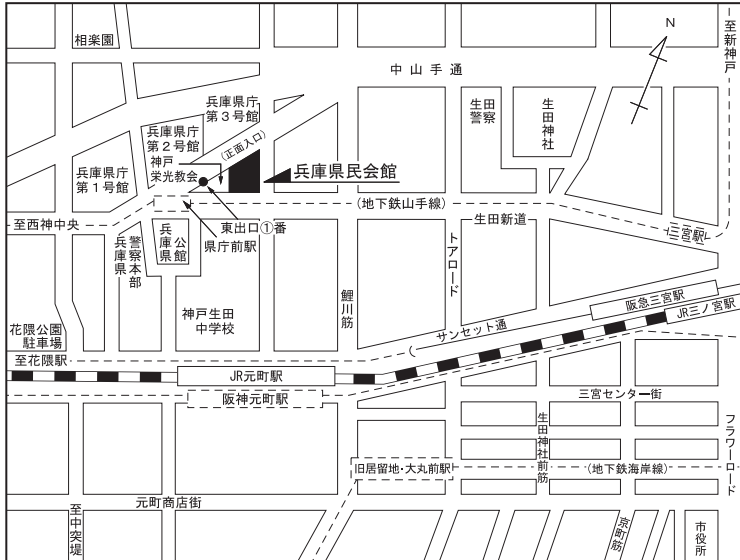 相楽園
中山手通
N
至新神戸
兵庫県庁
第3号館
生田
警察
生田神社
兵庫県庁
第2号館
(正面入口)
神戸
栄光教会
兵庫県民会館
兵庫県庁
第1号館
(地下鉄山手線)
至西神中央
東出口①番
県庁前駅
生田新道
三宮駅
兵庫県
警察本部
兵庫県
公館
トアロード
鯉川筋
神戸生田
中学校
阪急三宮駅
JR三ノ宮駅
サンセット通
花隈公園
駐車場
至花隈駅
JR元町駅
阪神元町駅
三宮センター街
生田神社前筋
フラワーロード
旧居留地・大丸前駅
(地下鉄海岸線)
元町商店街
至中突堤
京町筋
市役所